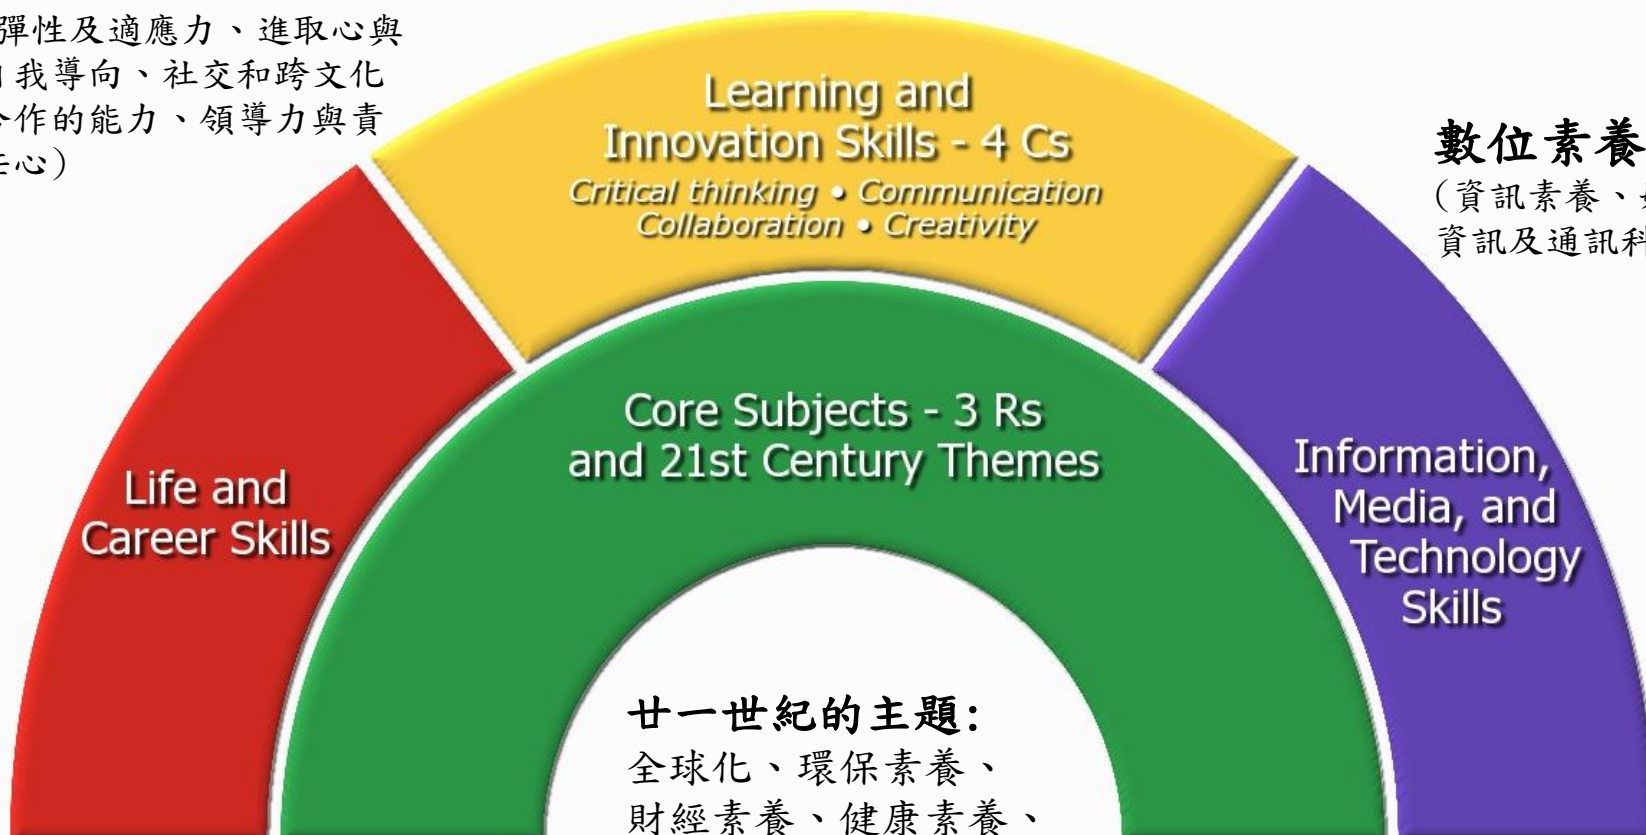 彈性及適應力、進取心與
我導向、社交和跨文化
作的能力、領導力與責
心）
Learning and
Innovation Skills - 4 Cs
Critical thinking • Communication
Collaboration • Creativity
數位素養
（資訊素養、
資訊及通訊科
Core Subjects - 3 Rs
and 21st Century Themes
Life and
Career Skills
Information,
Media, and
Technology
Skills
廿一世紀的主題:
全球化、環保素養、
財經素養、健康素養、